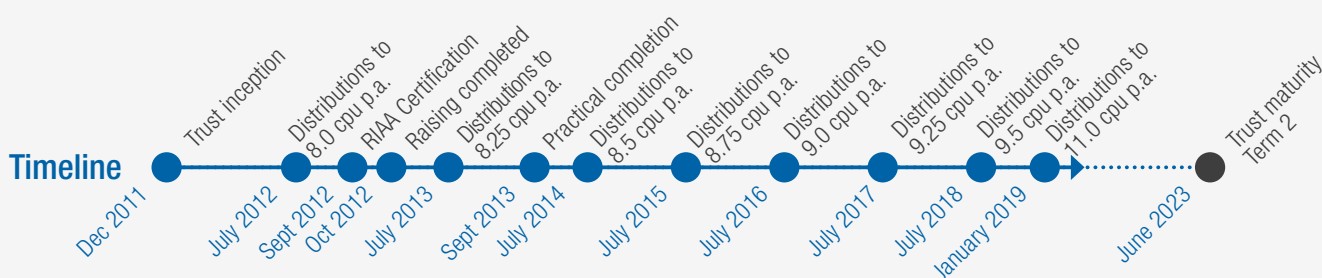 Timeline
Dec 2011
Trust inception
July 2012
Distributions to
8.0 cpu p.a.
Sept 2012
RIAA Certification
Oct 2012
Raising completed
July 2013
Distributions to
8.25 cpu p.a.
Sept 2013
Practical completion
July 2014
Distributions to
8.5 cpu p.a.
July 2015
Distributions to
8.75 cpu p.a.
July 2016
Distributions to
9.0 cpu p.a.
July 2017
Distributions to
9.25 cpu p.a.
July 2018
Distributions to
9.5 cpu p.a.
January 2019
Distributions to
11.0 cpu p.a.
June 2023
Trust maturity
Term 2